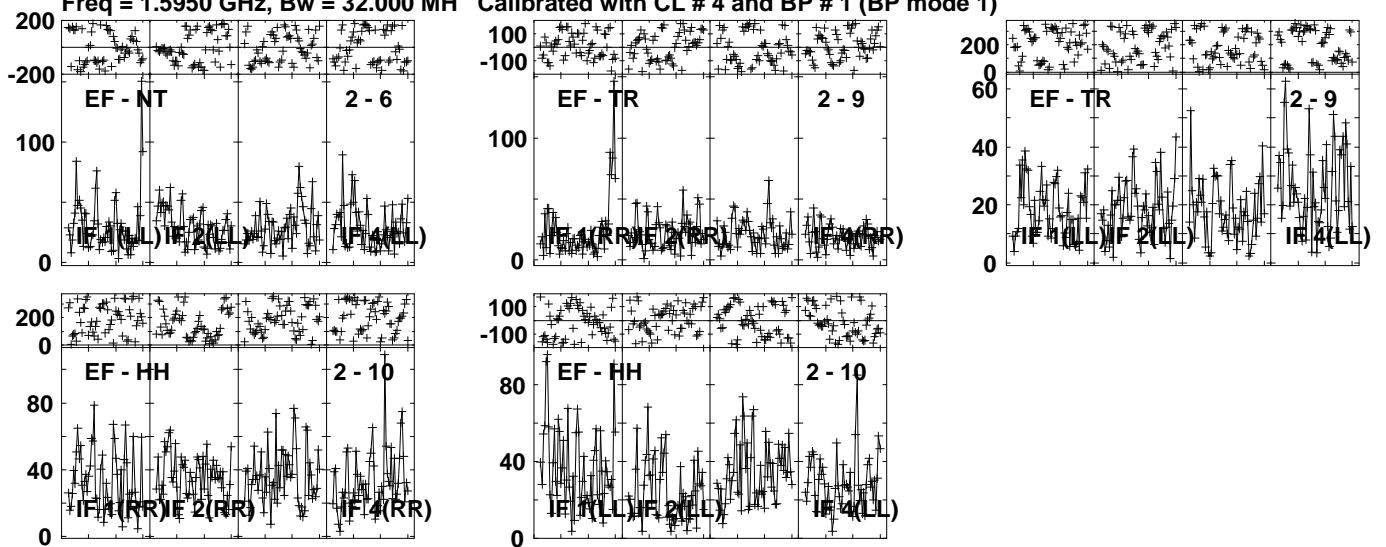 Freq = 1.5950 GHz, Bw = 32.000 MH Calibrated with CL # 4 and BP # 1 (BP mode 1)
200
-200
EF - NT 2 - 6
100
0
IF 1(LL) IF 2(LL) IF 4(LL)
100
-100
EF - TR 2 - 9
100
0
IF 1(RR) IF 2(RR) IF 4(RR)
200
0
EF - TR 2 - 9
60
40
20
0
IF 1(LL) IF 2(LL) IF 4(LL)
200
0
EF - HH 2 - 10
80
40
0
IF 1(RR) IF 2(RR) IF 4(RR)
100
-100
EF - HH 2 - 10
80
40
0
IF 1(LL) IF 2(LL) IF 4(LL)